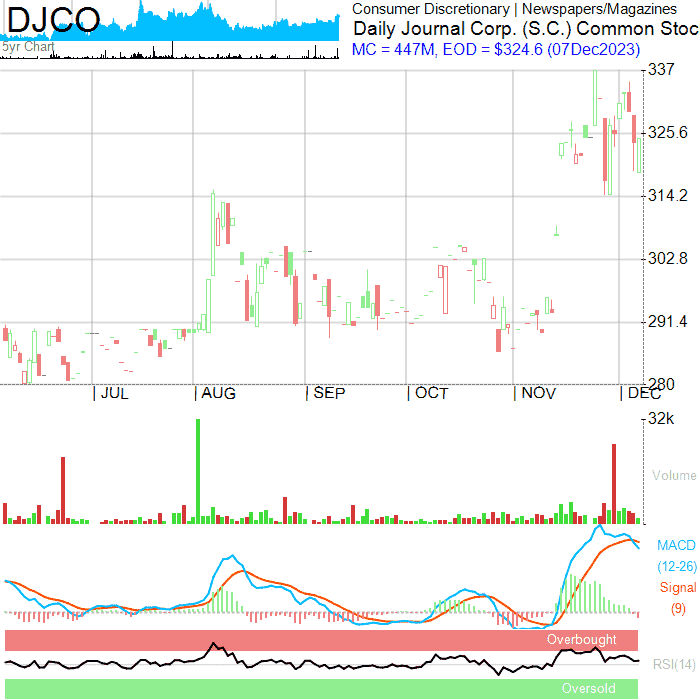 DJCO
5yr Chart
Consumer Discretionary | Newspapers/Magazines
Daily Journal Corp. (S.C.) Common Stoc
MC = 447M, EOD = $324.6 (07Dec2023)
337
325.6
314.2
302.8
291.4
280
JUL
AUG
SEP
OCT
NOV
DEC
32k
Volume
MACD
(12-26)
Signal
(9)
Overbought
RSI(14)
Oversold